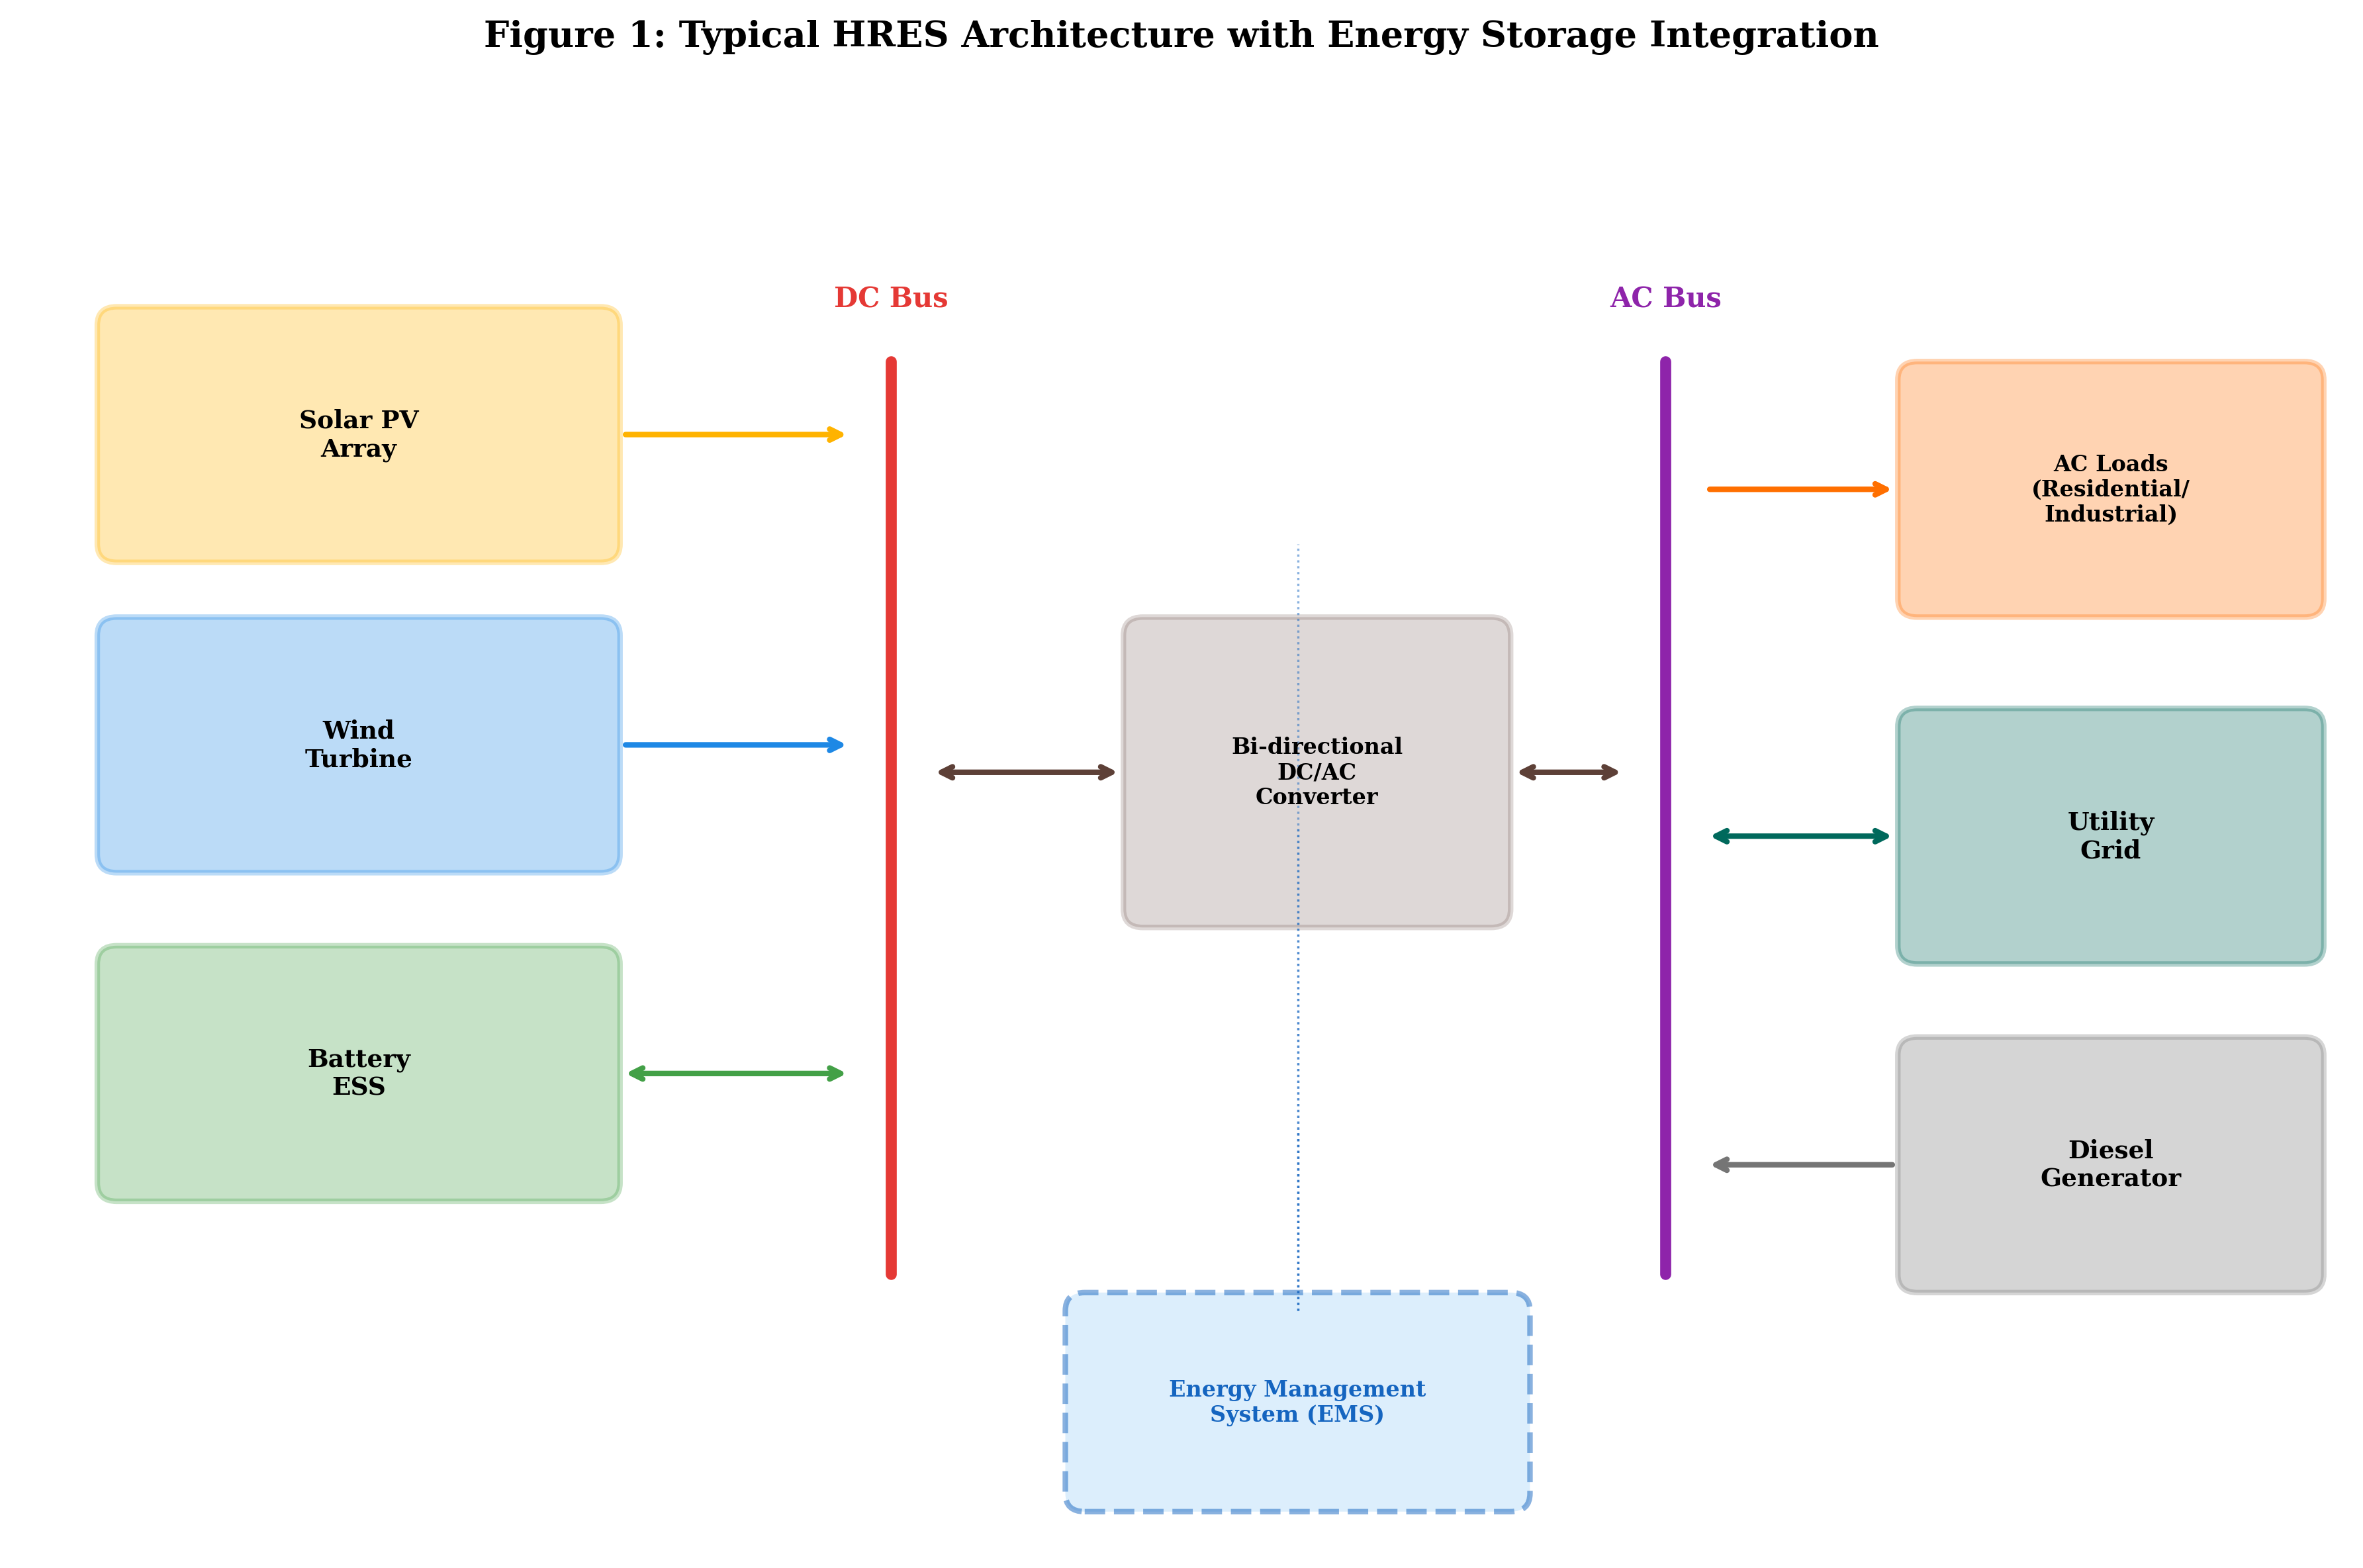 Figure 1: Typical HRES Architecture with Energy Storage Integration
DC Bus
AC Bus
Solar PV
Array
AC Loads
(Residential/
Industrial)
Wind
Turbine
Bi-directional
DC/AC
Converter
Utility
Grid
Battery
ESS
Diesel
Generator
Energy Management
System (EMS)